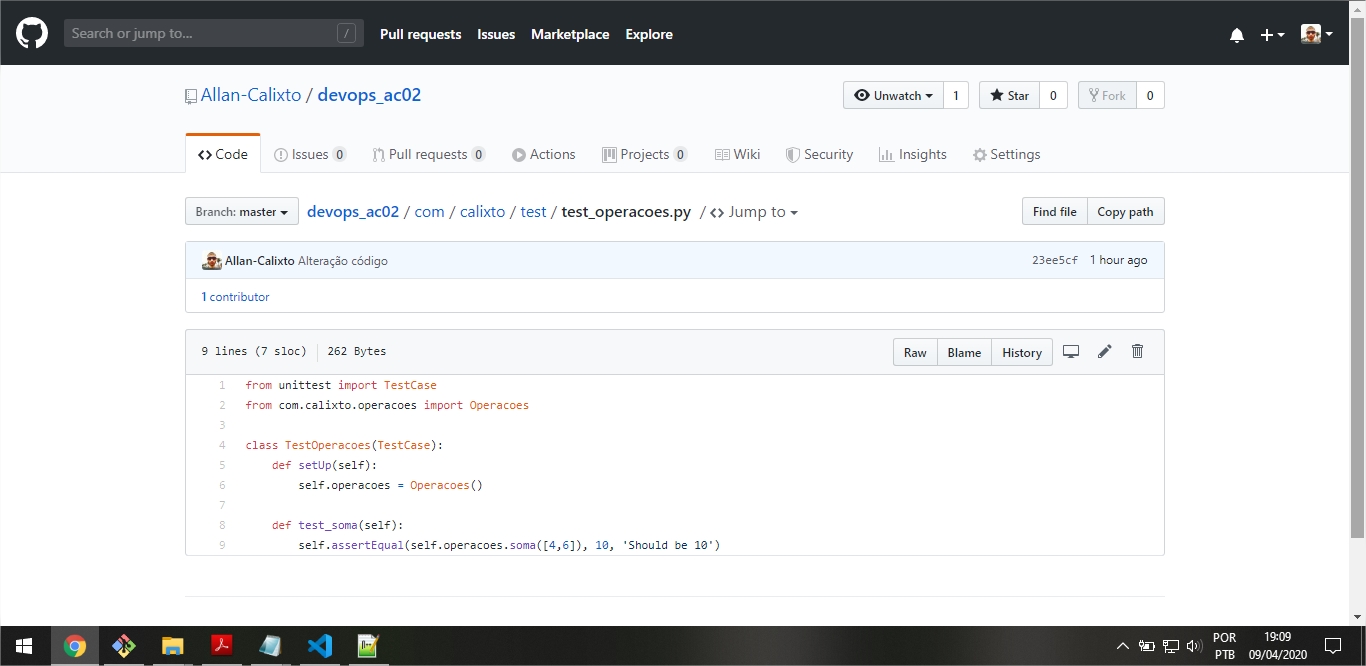 Search or jump to... /
Pull requests Issues Marketplace Explore
Allan-Calixto / devops_ac02
Unwatch 1 Star 0 Fork 0
Code Issues 0 Pull requests 0 Actions Projects 0 Wiki Security Insights Settings
Branch: master devops_ac02 / com / calixto / test / test_operacoes.py / <> Jump to Find file Copy path
Allan-Calixto Alteração código 23ee5cf 1 hour ago
1 contributor
9 lines (7 sloc) 262 Bytes Raw Blame History
1 from unittest import TestCase
2 from com.calixto.operacoes import Operacoes
3
4 class TestOperacoes(TestCase):
5     def setUp(self):
6         self.operacoes = Operacoes()
7
8     def test_soma(self):
9         self.assertEqual(self.operacoes.soma([4,6]), 10, 'Should be 10')
POR 19:09
PTB 09/04/2020